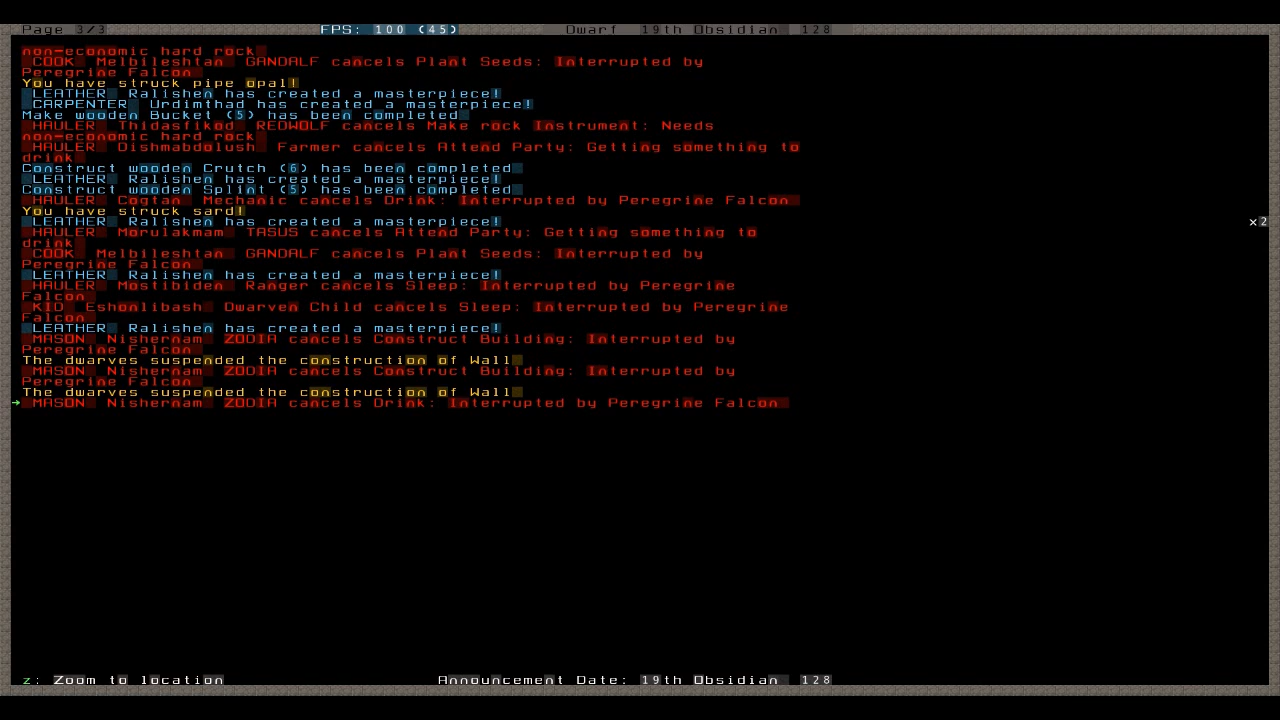 Page 3/3 FPS: 100 (45) Dwarf 19th Obsidian 128
non-economic hard rock
COOK Melbileshtan GANDALF cancels Plant Seeds: Interrupted by
Peregrine Falcon
You have struck pipe opal!
LEATHER Ralishen has created a masterpiece!
CARPENTER Urdimthad has created a masterpiece!
Make wooden Bucket (5) has been completed
HAULER Thidasfikod REDWOLF cancels Make rock Instrument: Needs
non-economic hard rock
HAULER Dishmabdolush Farmer cancels Attend Party: Getting something to
drink
Construct wooden Crutch (6) has been completed
LEATHER Ralishen has created a masterpiece!
Construct wooden Splint (5) has been completed
HAULER Cogtan Mechanic cancels Drink: Interrupted by Peregrine Falcon
You have struck sard!
LEATHER Ralishen has created a masterpiece! x2
HAULER Morulakmam TASUS cancels Attend Party: Getting something to
drink
COOK Melbileshtan GANDALF cancels Plant Seeds: Interrupted by
Peregrine Falcon
LEATHER Ralishen has created a masterpiece!
HAULER Mostibiden Ranger cancels Sleep: Interrupted by Peregrine
Falcon
KID Eshonlibash Dwarven Child cancels Sleep: Interrupted by Peregrine
Falcon
LEATHER Ralishen has created a masterpiece!
MASON Nishernam ZODIA cancels Construct Building: Interrupted by
Peregrine Falcon
The dwarves suspended the construction of Wall
MASON Nishernam ZODIA cancels Construct Building: Interrupted by
Peregrine Falcon
The dwarves suspended the construction of Wall
MASON Nishernam ZODIA cancels Drink: Interrupted by Peregrine Falcon
z: Zoom to location Announcement Date: 19th Obsidian 128